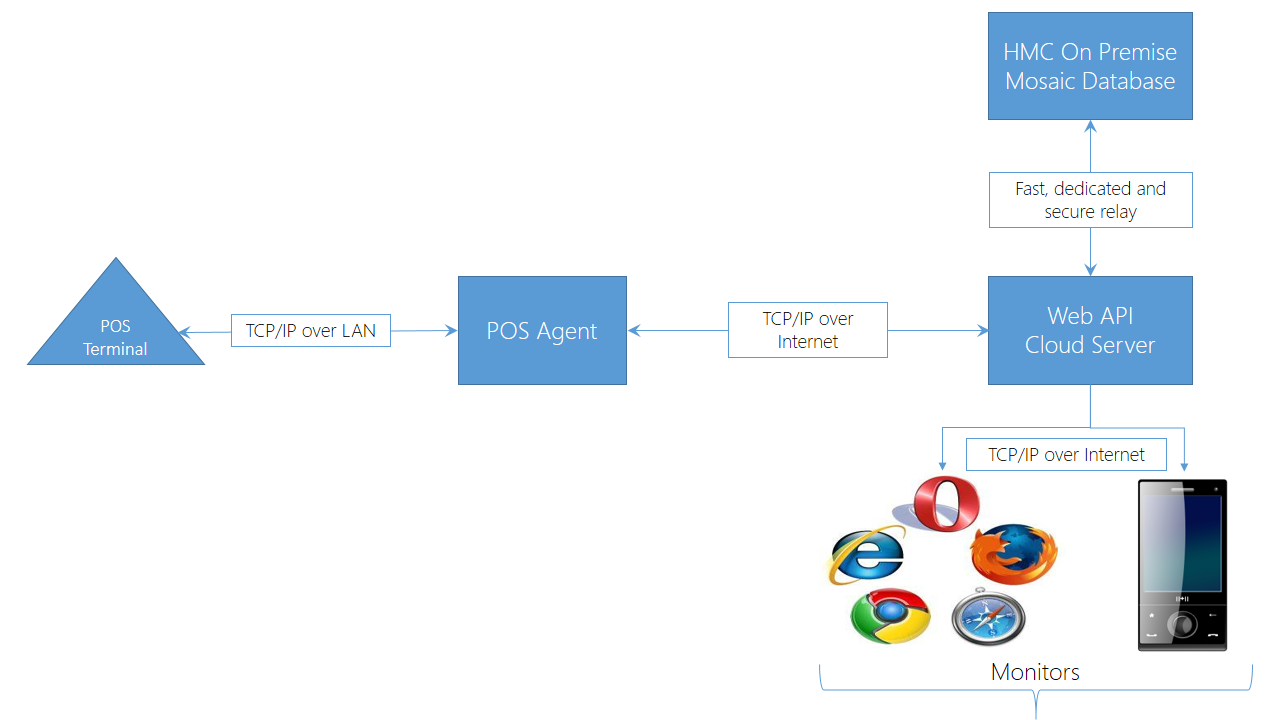 HMC On Premise
Mosaic Database
Fast, dedicated and
secure relay
POS
Terminal
TCP/IP over LAN
POS Agent
TCP/IP over
Internet
Web API
Cloud Server
TCP/IP over Internet
Monitors